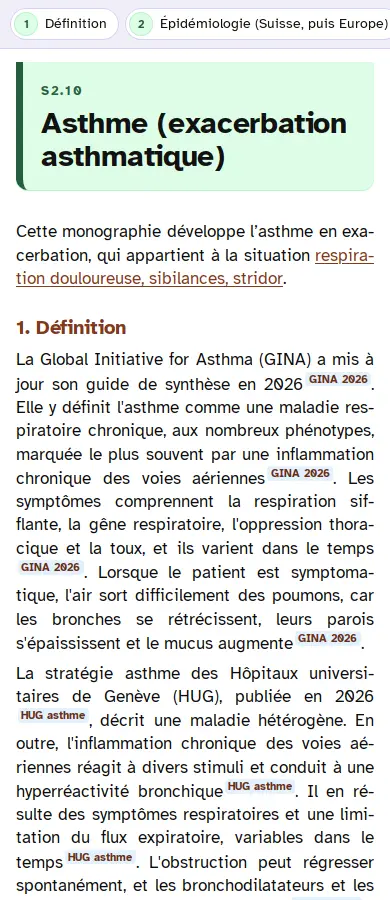 1 Définition 2 Épidémiologie (Suisse, puis Europe)
S2.10
Asthme (exacerbation
asthmatique)
Cette monographie développe l’asthme en exa-
cerbation, qui appartient à la situation respira-
tion douloureuse, sibilances, stridor.
1. Définition
La Global Initiative for Asthma (GINA) a mis à
jour son guide de synthèse en 2026 GINA 2026.
Elle y définit l'asthme comme une maladie res-
piratoire chronique, aux nombreux phénotypes,
marquée le plus souvent par une inflammation
chronique des voies aériennes GINA 2026. Les
symptômes comprennent la respiration sif-
flante, la gêne respiratoire, l'oppression thora-
cique et la toux, et ils varient dans le temps
GINA 2026. Lorsque le patient est symptoma-
tique, l'air sort difficilement des poumons, car
les bronches se rétrécissent, leurs parois
s'épaississent et le mucus augmente GINA 2026.
La stratégie asthme des Hôpitaux universi-
taires de Genève (HUG), publiée en 2026
HUG asthme, décrit une maladie hétérogène. En
outre, l'inflammation chronique des voies aé-
riennes réagit à divers stimuli et conduit à une
hyperréactivité bronchique HUG asthme. Il en ré-
sulte des symptômes respiratoires et une limi-
tation du flux expiratoire, variables dans le
temps HUG asthme. L'obstruction peut régresser
spontanément, et les bronchodilatateurs et les